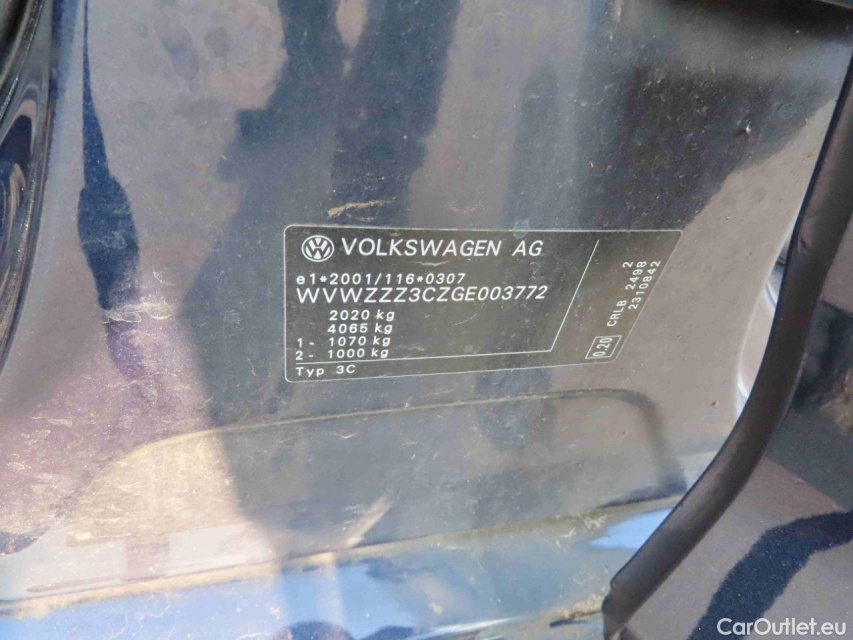 VOLKSWAGEN AG
e1*2001/116*0307
WVWZZZ3CZGE003772
2020 kg
4065 kg
1- 1070 kg
2- 1000 kg
Typ 3C
0.20
CRLB 249B 2
2310842
CarOutlet.eu